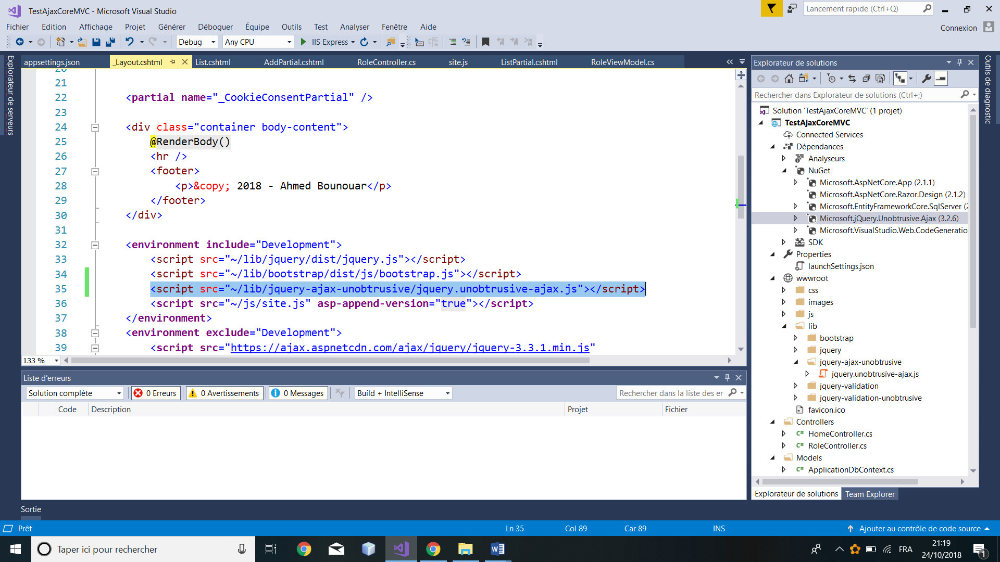 TestAjaxCoreMVC - Microsoft Visual Studio
Lancement rapide (Ctrl+Q)
Fichier Edition Affichage Projet Générer Déboguer Équipe Outils Test Analyser Fenêtre Aide
Connexion
Debug Any CPU IIS Express
Explorateur de serveurs
appsettings.json _Layout.cshtml List.cshtml AddPartial.cshtml RoleController.cs site.js ListPartial.cshtml RoleViewModel.cs
20
21
22 <partial name="_CookieConsentPartial" />
23
24 <div class="container body-content">
25 @RenderBody()
26 <hr />
27 <footer>
28 <p>&copy; 2018 - Ahmed Bounouar</p>
29 </footer>
30 </div>
31
32 <environment include="Development">
33 <script src="~/lib/jquery/dist/jquery.js"></script>
34 <script src="~/lib/bootstrap/dist/js/bootstrap.js"></script>
35 <script src="~/lib/jquery-ajax-unobtrusive/jquery.unobtrusive-ajax.js"></script>
36 <script src="~/js/site.js" asp-append-version="true"></script>
37 </environment>
38 <environment exclude="Development">
39 <script src="https://ajax.aspnetcdn.com/ajax/jquery/jquery-3.3.1.min.js"
133 %
Liste d'erreurs
Solution complète 0 Erreurs 0 Avertissements 0 Messages Build + IntelliSense Rechercher dans la liste des er
Code Description Projet Fichier
Sortie
Explorateur de solutions
Rechercher dans Explorateur de solutions (Ctrl+;)
Solution 'TestAjaxCoreMVC' (1 projet)
TestAjaxCoreMVC
Connected Services
Dépendances
Analyseurs
NuGet
Microsoft.AspNetCore.App (2.1.1)
Microsoft.AspNetCore.Razor.Design (2.1.2)
Microsoft.EntityFrameworkCore.SqlServer (2
Microsoft.jQuery.Unobtrusive.Ajax (3.2.6)
Microsoft.VisualStudio.Web.CodeGeneratio
SDK
Properties
launchSettings.json
wwwroot
css
images
js
lib
bootstrap
jquery
jquery-ajax-unobtrusive
jquery.unobtrusive-ajax.js
jquery-validation
jquery-validation-unobtrusive
favicon.ico
Controllers
HomeController.cs
RoleController.cs
Models
ApplicationDbContext.cs
Explorateur de solutions Team Explorer
Outils de diagnostic
Prêt Ln 35 Col 89 Car 89 INS Ajouter au contrôle de code source
Taper ici pour rechercher
FRA
21:19
24/10/2018
1